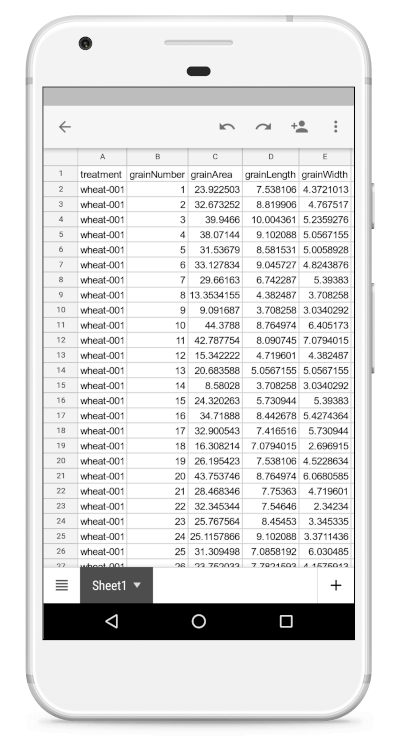 A B C D E
1 treatment grainNumber grainArea grainLength grainWidth
2 wheat-001 1 23.922503 7.538106 4.3721013
3 wheat-001 2 32.673252 8.819906 4.767517
4 wheat-001 3 39.9466 10.004361 5.2359276
5 wheat-001 4 38.07144 9.102088 5.0567155
6 wheat-001 5 31.53679 8.581531 5.0058928
7 wheat-001 6 33.127834 9.045727 4.8243876
8 wheat-001 7 29.66163 6.742287 5.39383
9 wheat-001 8 13.3534155 4.382487 3.708258
10 wheat-001 9 9.091687 3.708258 3.0340292
11 wheat-001 10 44.3788 8.764974 6.405173
12 wheat-001 11 42.787754 8.090745 7.0794015
13 wheat-001 12 15.342222 4.719601 4.382487
14 wheat-001 13 20.683588 5.0567155 5.0567155
15 wheat-001 14 8.58028 3.708258 3.0340292
16 wheat-001 15 24.320263 5.730944 5.39383
17 wheat-001 16 34.71888 8.442678 5.4274364
18 wheat-001 17 32.900543 7.416516 5.730944
19 wheat-001 18 16.308214 7.0794015 2.696915
20 wheat-001 19 26.195423 7.538106 4.5228634
21 wheat-001 20 43.753746 8.764974 6.0680585
22 wheat-001 21 28.468346 7.75363 4.719601
23 wheat-001 22 32.345344 7.54646 2.34234
24 wheat-001 23 25.767564 8.45453 3.345335
25 wheat-001 24 25.1157866 9.102088 3.3711436
26 wheat-001 25 31.309498 7.0858192 6.030485
27 wheat-001 26 23.752033 7.7821593 4.1575913
Sheet1